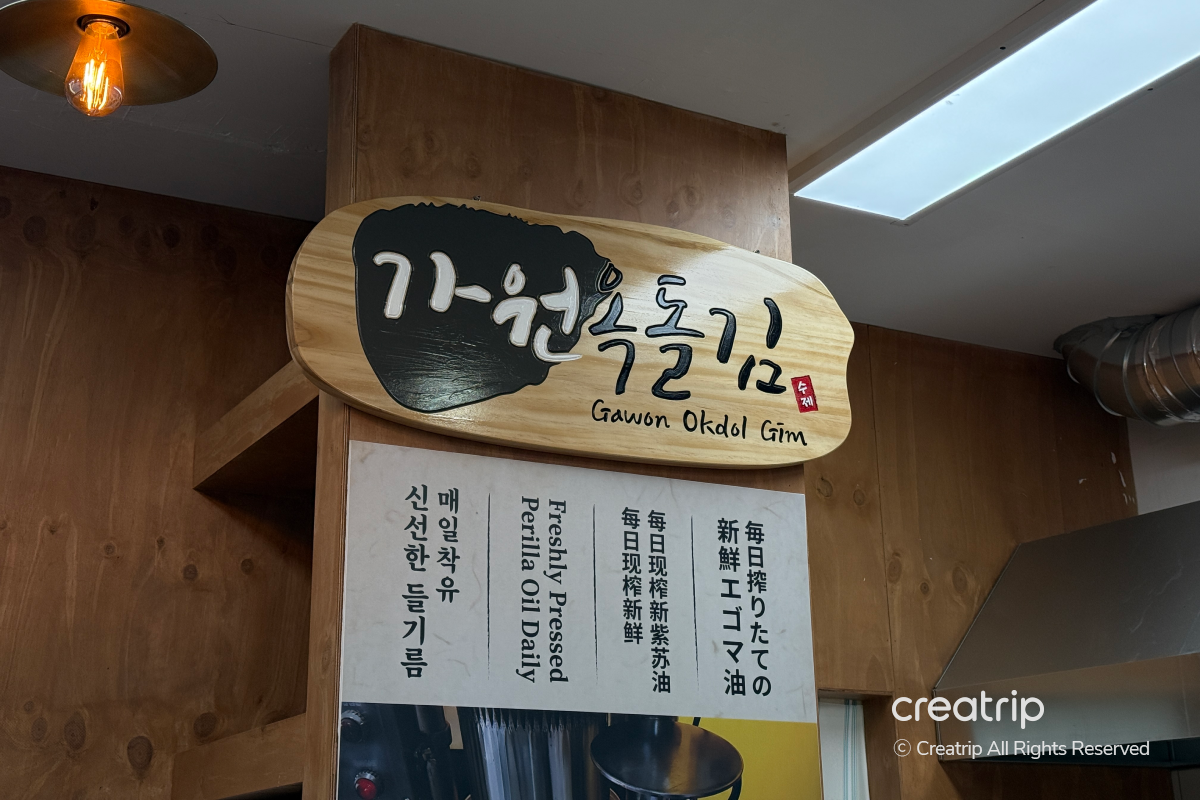 가원옥돌김
수제
Gawon Okdol Gim
매일착유
신선한 들기름
Freshly Pressed
Perilla Oil Daily
每日现榨新紫苏油
每日现榨新鲜
毎日搾りたての
新鮮エゴマ油
creatrip
© Creatrip All Rights Reserved